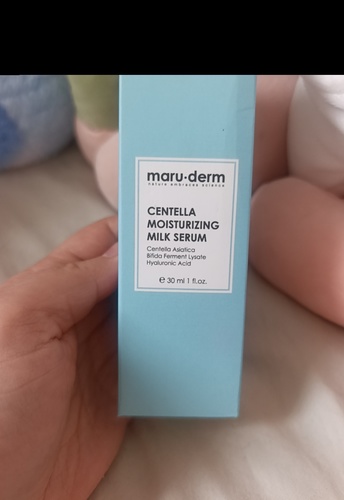 maru·derm
nature embraces science
CENTELLA
MOISTURIZING
MILK SERUM
Centella Asiatica
Bifida Ferment Lysate
Hyaluronic Acid
℮ 30 ml 1 fl.oz.